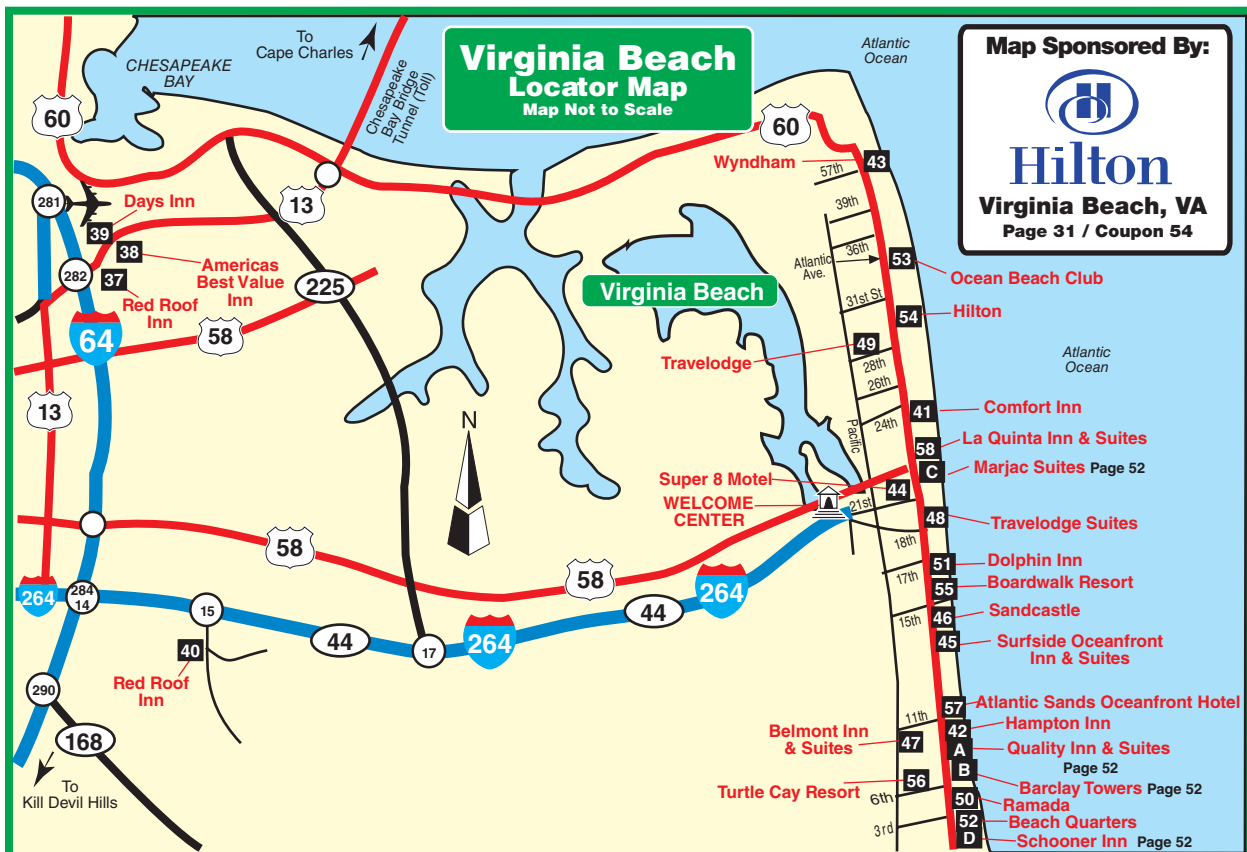 To
Cape Charles
CHESAPEAKE
BAY
Chesapeake
Bay Bridge
Tunnel (Toll)
Virginia Beach
Locator Map
Map Not to Scale
Atlantic
Ocean
Map Sponsored By:
Hilton
Virginia Beach, VA
Page 31 / Coupon 54
60
60
Wyndham
43
57th
281
Days Inn
39
13
39th
38
Americas
Best Value
Inn
36th
Atlantic
Ave.
53
Ocean Beach Club
282
37
Red Roof
Inn
225
Virginia Beach
31st St
54
Hilton
64
58
49
Travelodge
28th
26th
Atlantic
Ocean
13
N
Pacific
24th
41
Comfort Inn
58
La Quinta Inn & Suites
C
Marjac Suites Page 52
Super 8 Motel
44
WELCOME
CENTER
21st
48
Travelodge Suites
18th
58
58
51
Dolphin Inn
17th
55
Boardwalk Resort
264
284
14
15
44
264
17
44
264
15th
46
Sandcastle
45
Surfside Oceanfront
Inn & Suites
40
Red Roof
Inn
290
168
To
Kill Devil Hills
57
Atlantic Sands Oceanfront Hotel
11th
42
Hampton Inn
Belmont Inn
& Suites
47
A
Quality Inn & Suites
Page 52
B
Barclay Towers Page 52
Turtle Cay Resort
56
6th
50
Ramada
3rd
52
Beach Quarters
D
Schooner Inn Page 52